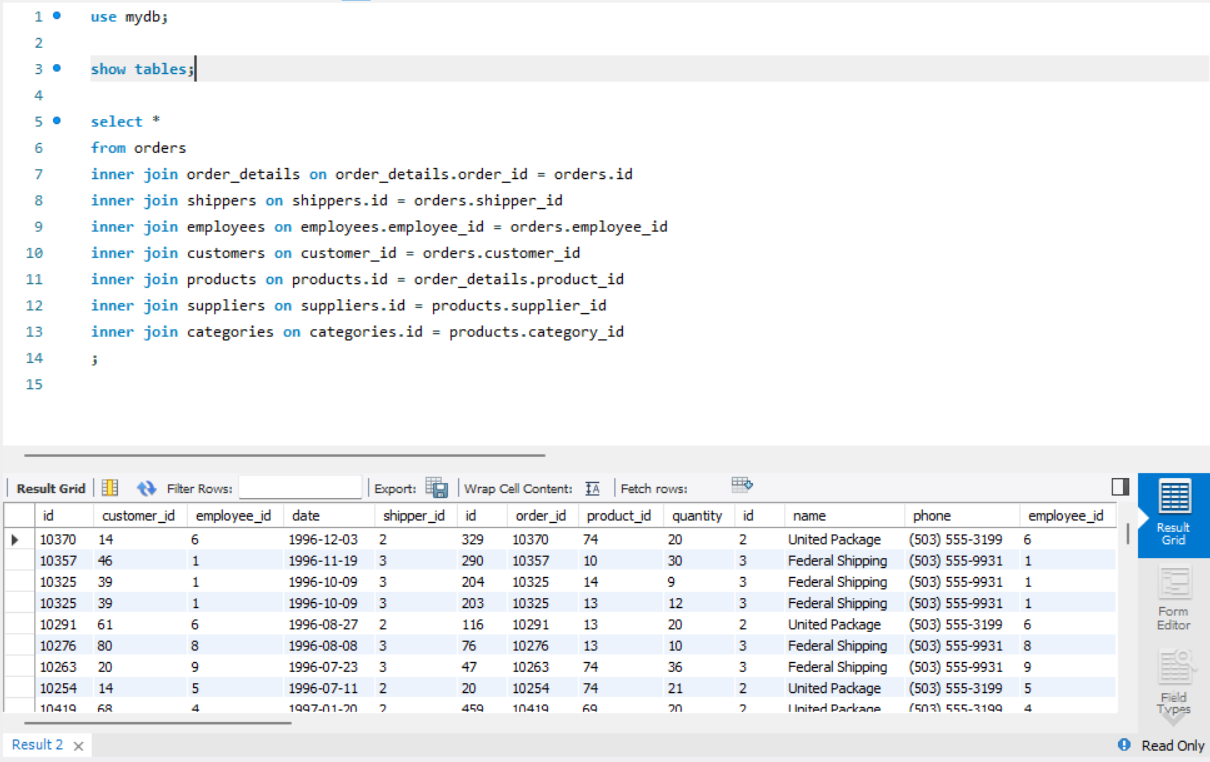 1 use mydb;
2
3 show tables;
4
5 select *
6 from orders
7 inner join order_details on order_details.order_id = orders.id
8 inner join shippers on shippers.id = orders.shipper_id
9 inner join employees on employees.employee_id = orders.employee_id
10 inner join customers on customer_id = orders.customer_id
11 inner join products on products.id = order_details.product_id
12 inner join suppliers on suppliers.id = products.supplier_id
13 inner join categories on categories.id = products.category_id
14 ;
15
Result Grid Filter Rows: Export: Wrap Cell Content: IA Fetch rows:
id customer_id employee_id date shipper_id id order_id product_id quantity id name phone employee_id
10370 14 6 1996-12-03 2 329 10370 74 20 2 United Package (503) 555-3199 6
10357 46 1 1996-11-19 3 290 10357 10 30 3 Federal Shipping (503) 555-9931 1
10325 39 1 1996-10-09 3 204 10325 14 9 3 Federal Shipping (503) 555-9931 1
10325 39 1 1996-10-09 3 203 10325 13 12 3 Federal Shipping (503) 555-9931 1
10291 61 6 1996-08-27 2 116 10291 13 20 2 United Package (503) 555-3199 6
10276 80 8 1996-08-08 3 76 10276 13 10 3 Federal Shipping (503) 555-9931 8
10263 20 9 1996-07-23 3 47 10263 74 36 3 Federal Shipping (503) 555-9931 9
10254 14 5 1996-07-11 2 20 10254 74 21 2 United Package (503) 555-3199 5
10419 68 4 1997-01-20 2 459 10419 69 20 2 United Package (503) 555-3199 4
Result
Grid
Form
Editor
Field
Types
Result 2
Read Only